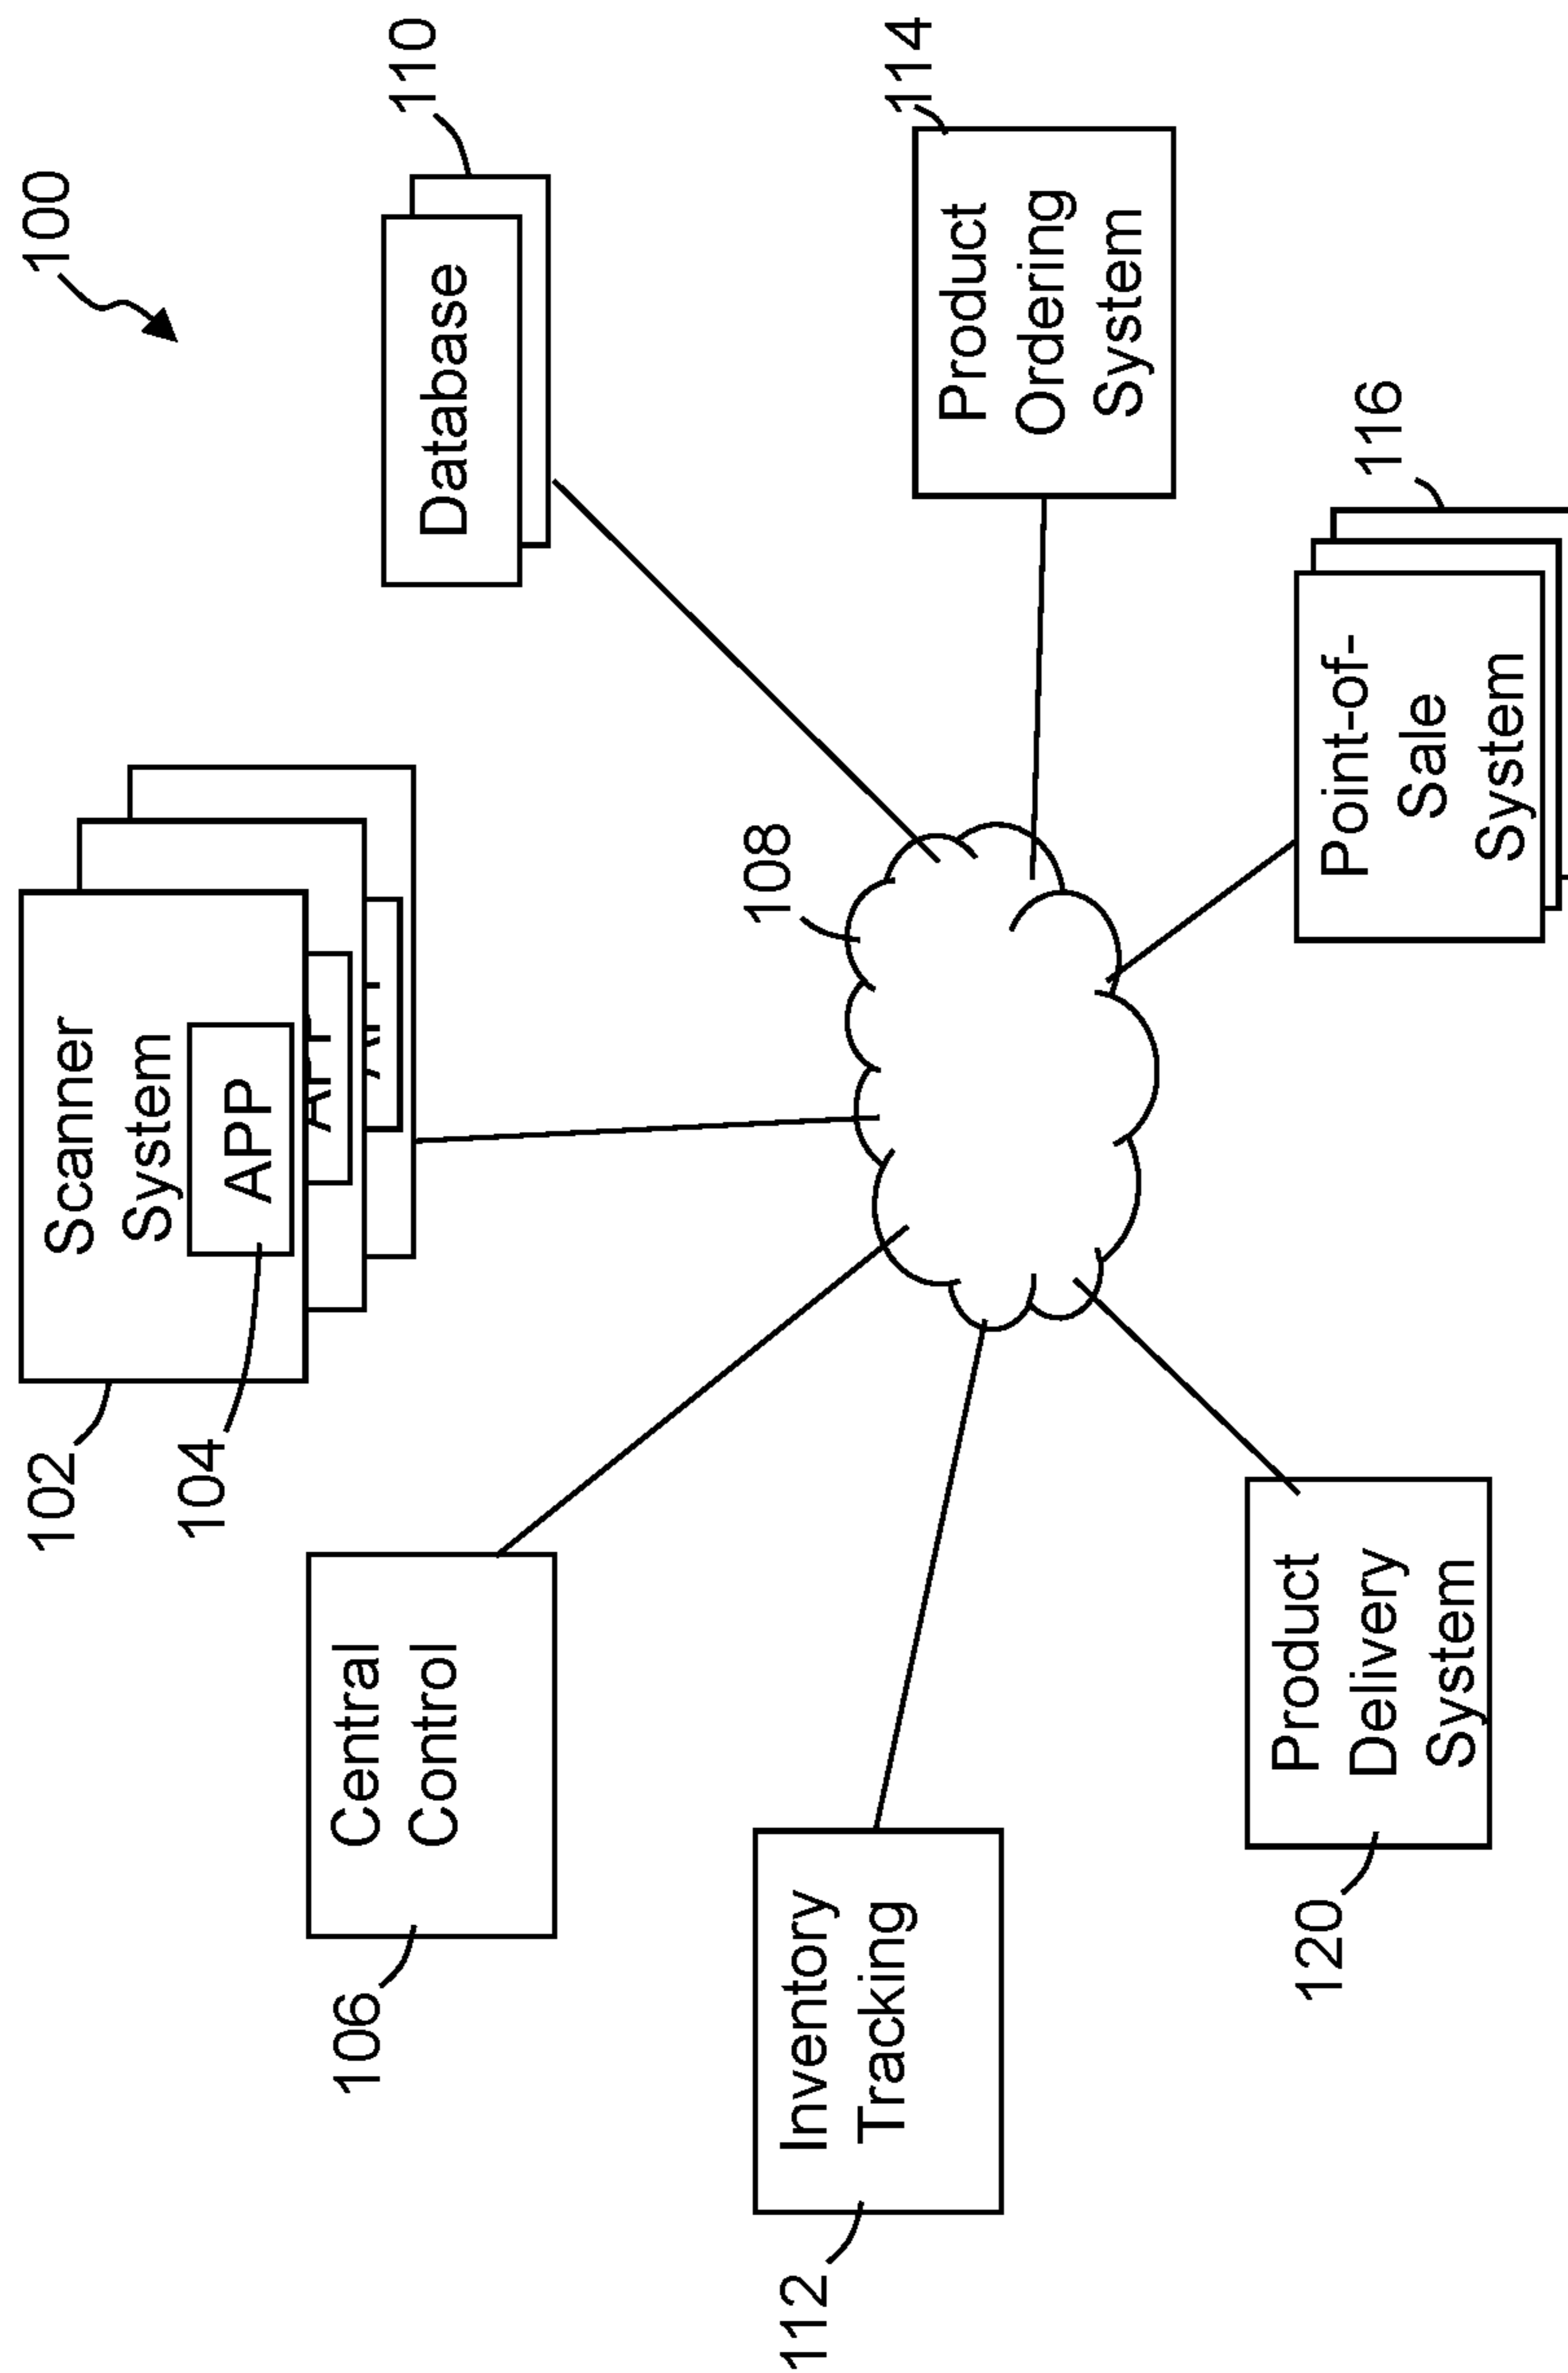 100
102
Scanner
System
104
APP
APP
106
Central
Control
Database
110
108
112
Inventory
Tracking
Product
Ordering
System
114
120
Product
Delivery
System
Point-of-
Sale
System
116